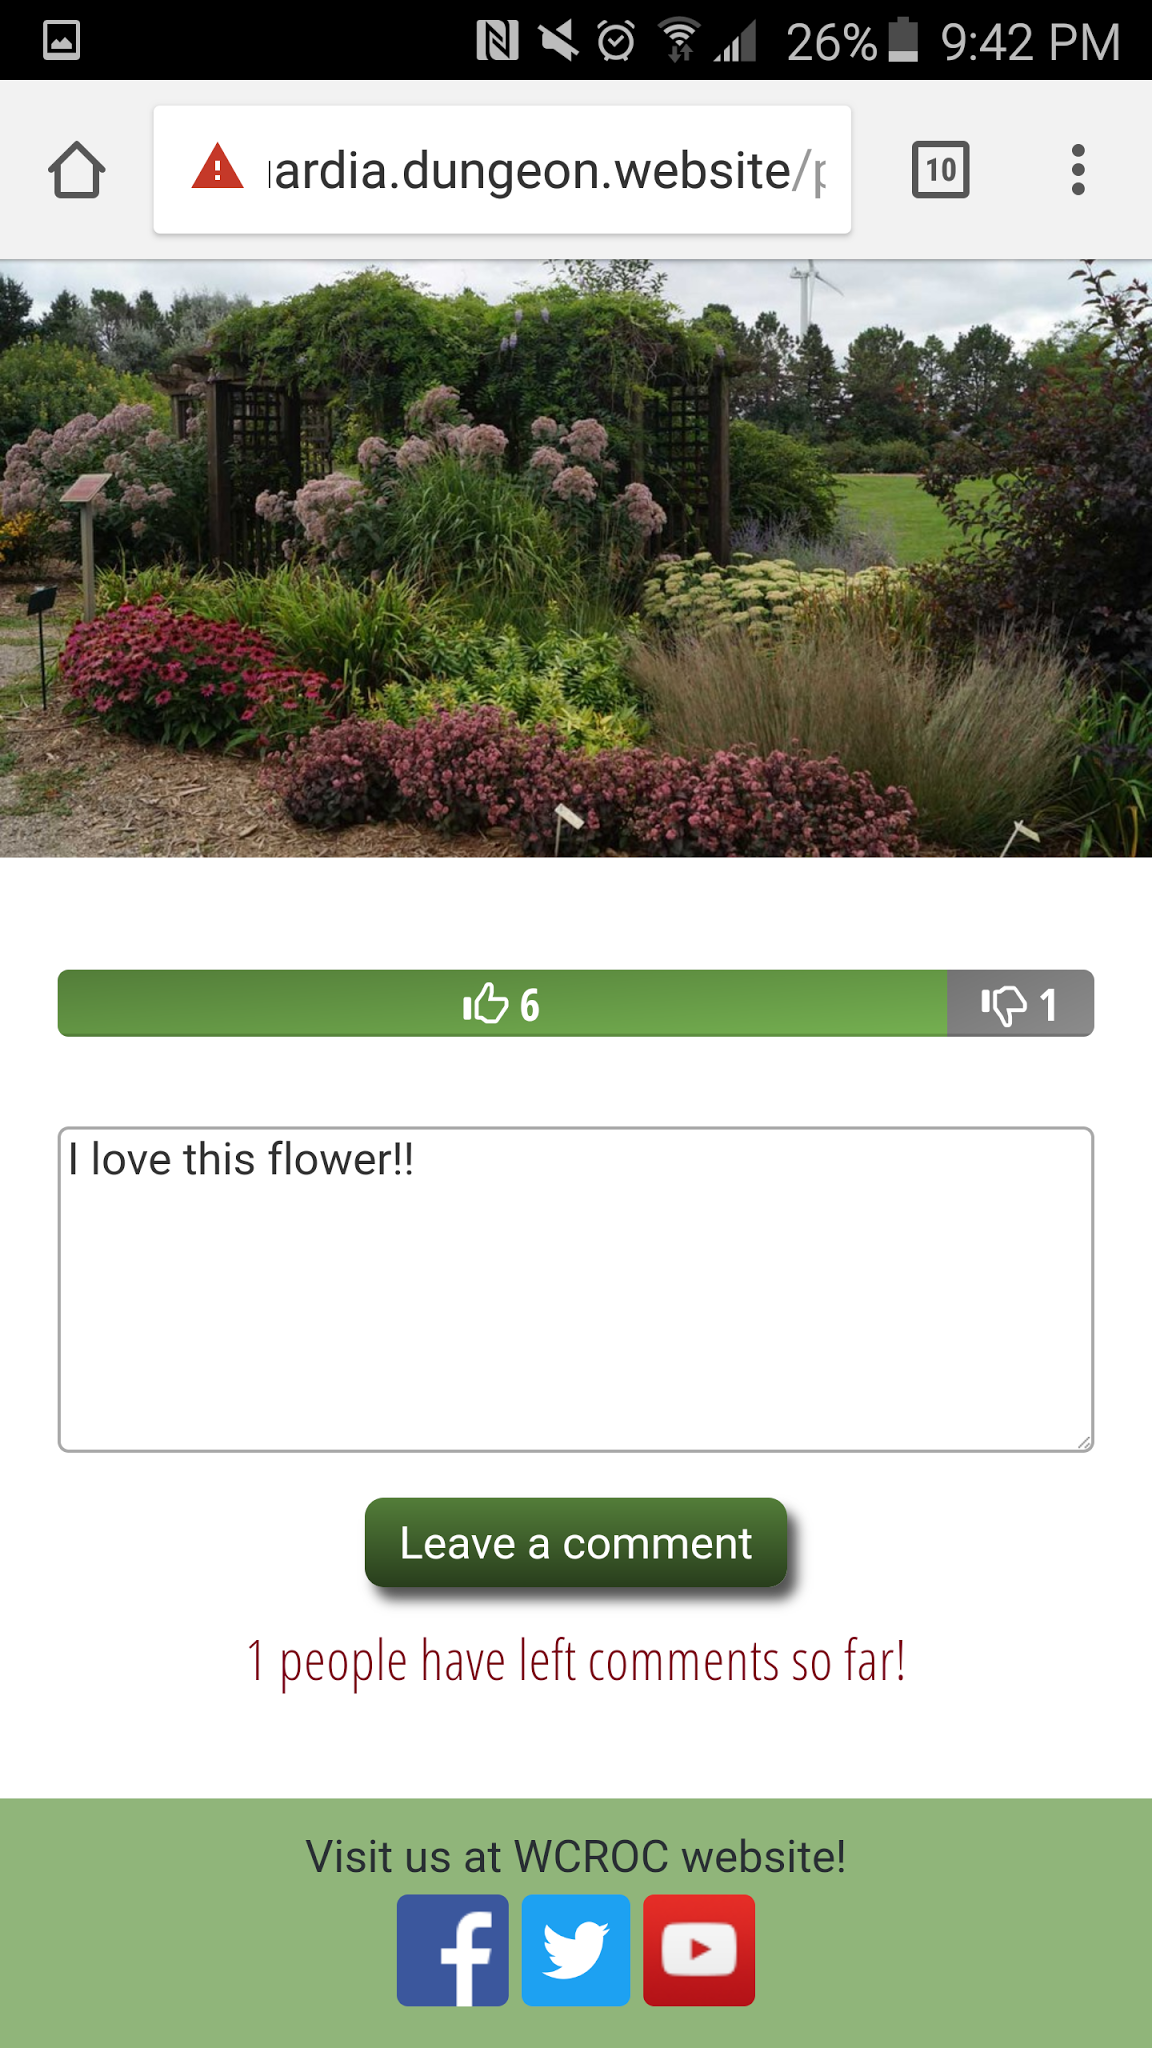 26% 9:42 PM
ardia.dungeon.website/p
10
6
1
I love this flower!!
Leave a comment
1 people have left comments so far!
Visit us at WCROC website!